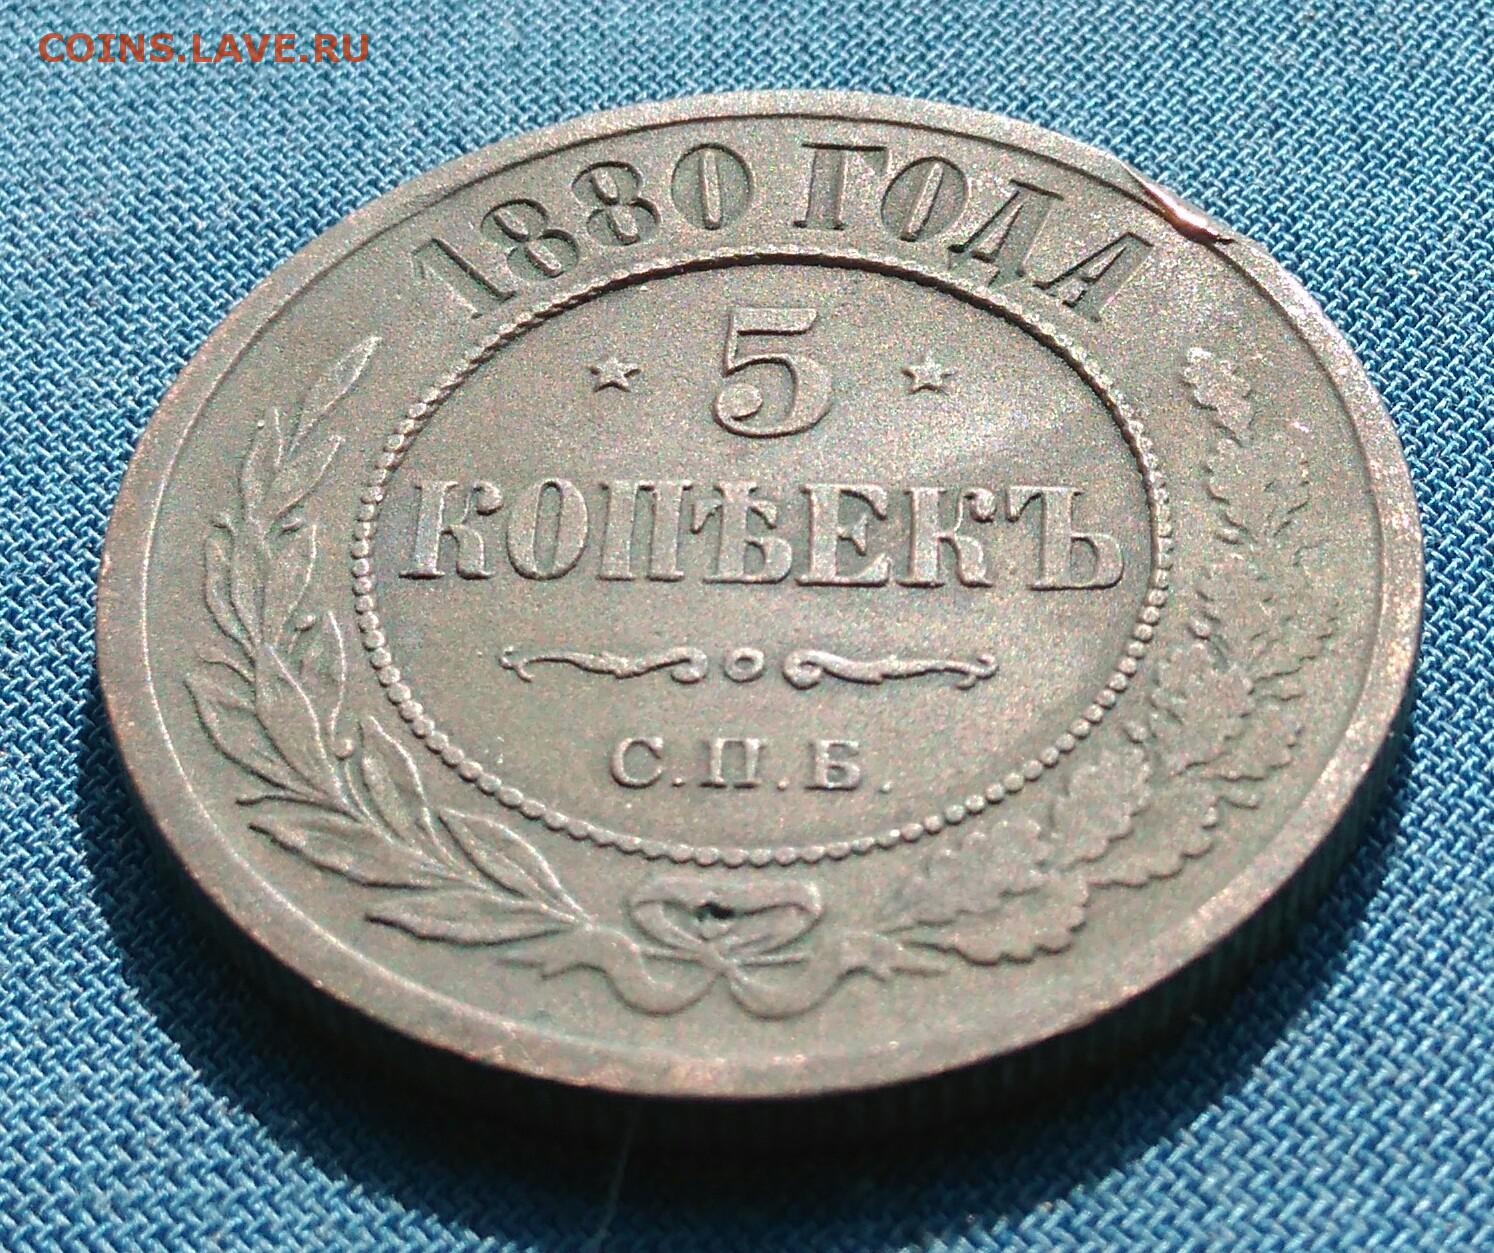 COINS.LAVE.RU
1880 ГОДА
5
КОПѢЕКЪ
С.П.Б.